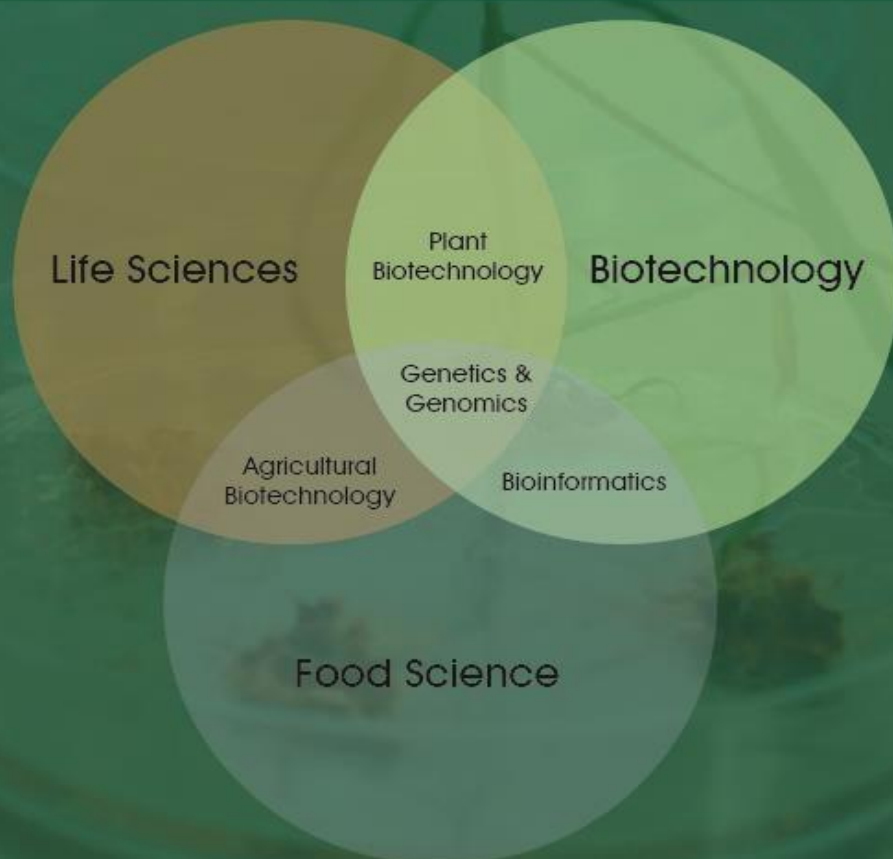 Plant
Biotechnology
Life Sciences
Biotechnology
Genetics &
Genomics
Agricultural
Biotechnology
Bioinformatics
Food Science